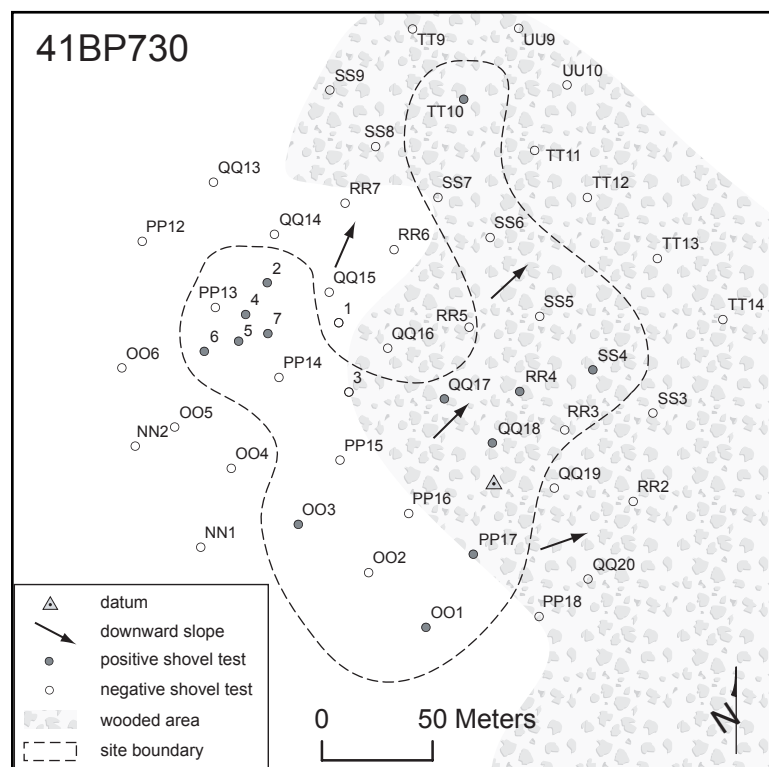 41BP730
TT9
UU9
SS9
UU10
TT10
SS8
TT11
QQ13
RR7
SS7
TT12
PP12
QQ14
RR6
SS6
TT13
2
QQ15
PP13
4
1
RR5
SS5
TT14
7
QQ16
6
5
OO6
PP14
3
SS4
QQ17
RR4
OO5
SS3
NN2
RR3
QQ18
OO4
PP15
QQ19
RR2
PP16
OO3
NN1
PP17
OO2
QQ20
OO1
PP18
datum
downward slope
positive shovel test
negative shovel test
wooded area
site boundary
0 50 Meters
N